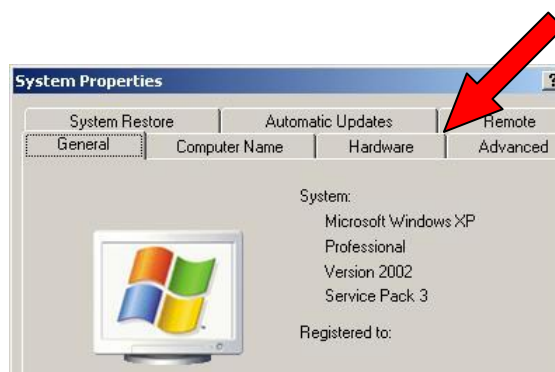 System Properties
System Restore Automatic Updates Remote
General Computer Name Hardware Advanced
System:
Microsoft Windows XP
Professional
Version 2002
Service Pack 3
Registered to: